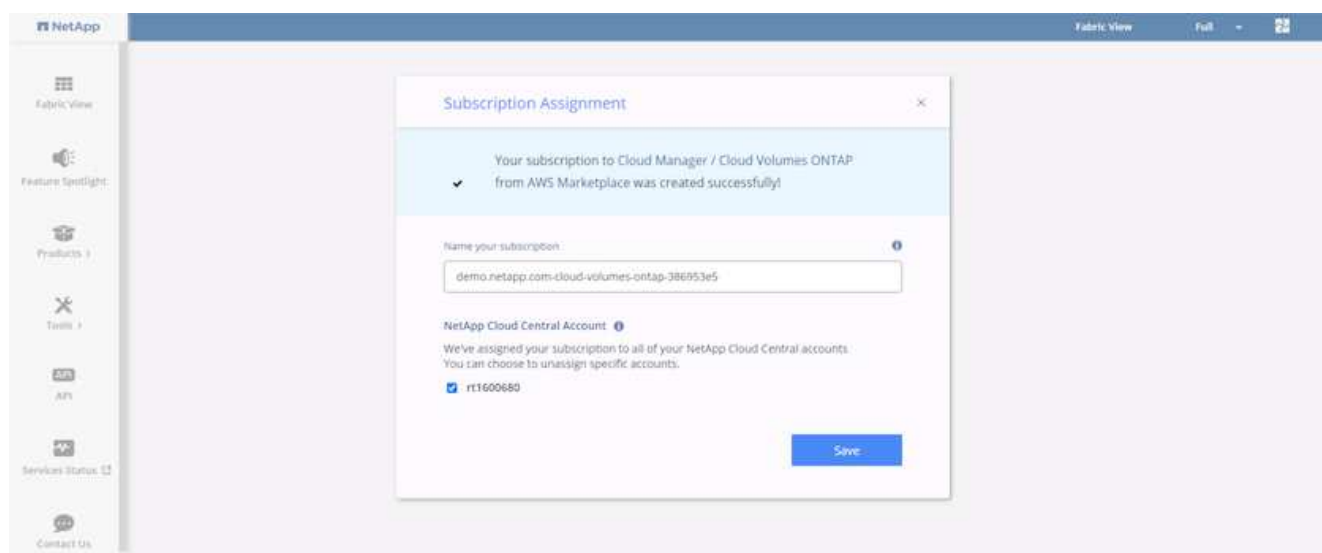 NetApp
Fabric View
Full
Fabric View
Feature Spotlight
Products
Tools
API
API
Services Status
Contact Us
Subscription Assignment
Your subscription to Cloud Manager / Cloud Volumes ONTAP
from AWS Marketplace was created successfully!
Name your subscription
demo.netapp.com-cloud-volumes-ontap-386953e5
NetApp Cloud Central Account
We've assigned your subscription to all of your NetApp Cloud Central accounts.
You can choose to unassign specific accounts.
rt1600680
Save